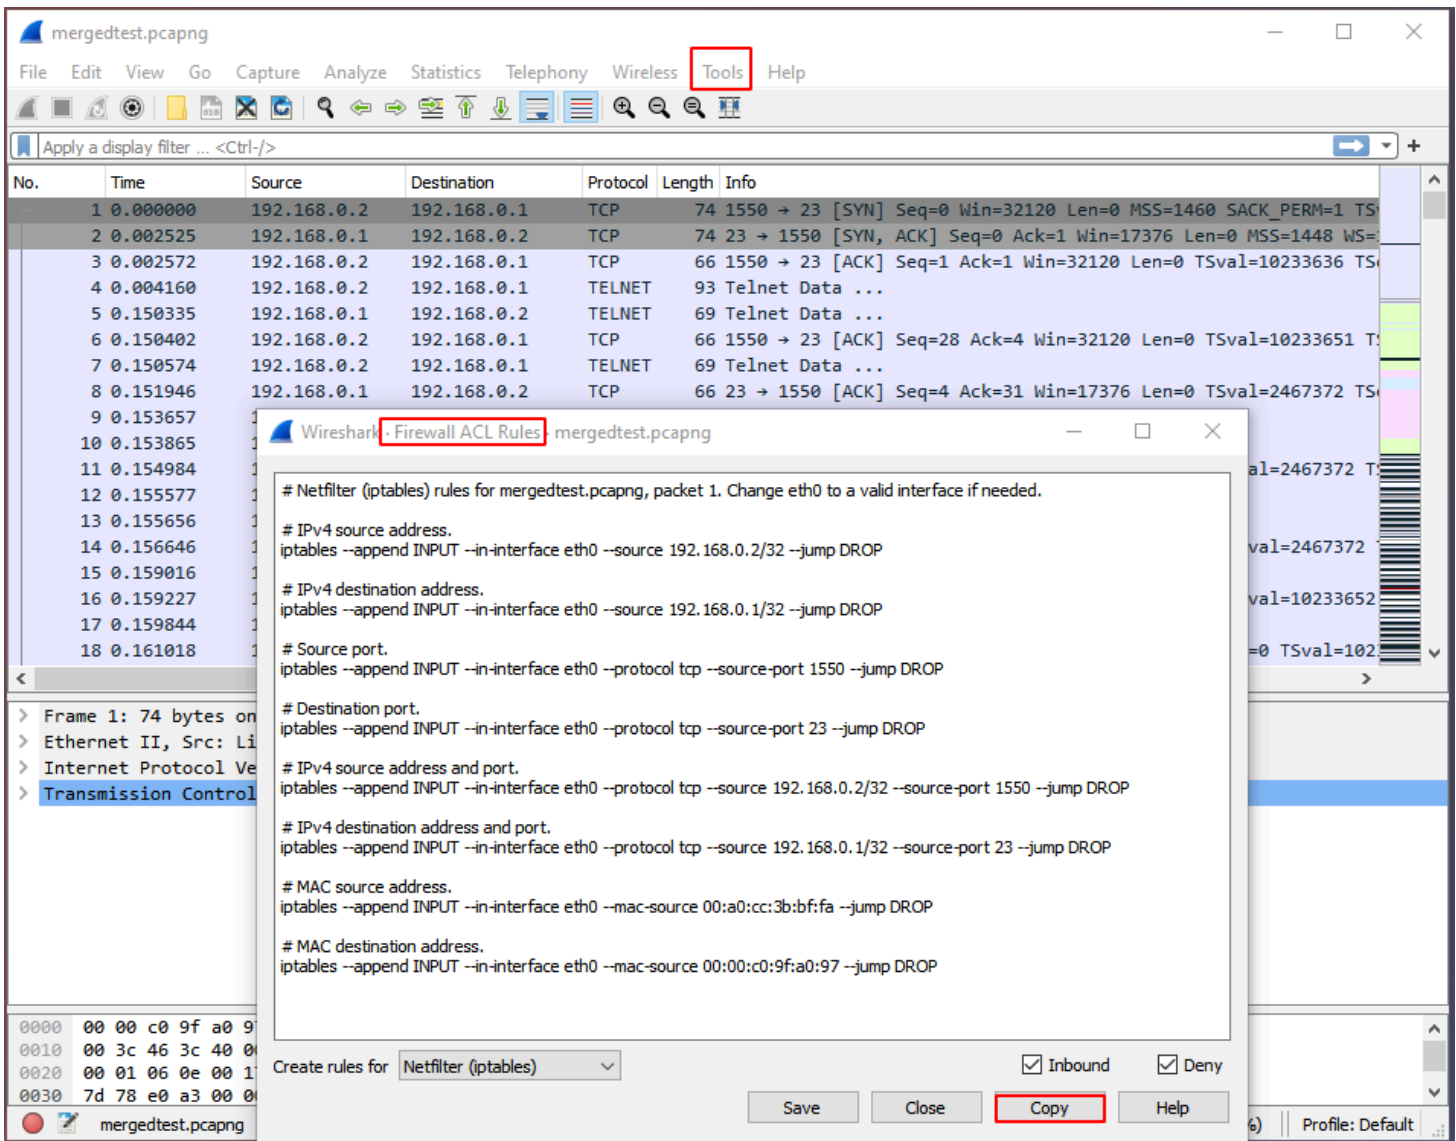 mergedtest.pcapng
File Edit View Go Capture Analyze Statistics Telephony Wireless Tools Help
Apply a display filter ... <Ctrl-/>
No. Time Source Destination Protocol Length Info
1 0.000000 192.168.0.2 192.168.0.1 TCP 74 1550 → 23 [SYN] Seq=0 Win=32120 Len=0 MSS=1460 SACK_PERM=1 TS
2 0.002525 192.168.0.1 192.168.0.2 TCP 74 23 → 1550 [SYN, ACK] Seq=0 Ack=1 Win=17376 Len=0 MSS=1448 WS=
3 0.002572 192.168.0.2 192.168.0.1 TCP 66 1550 → 23 [ACK] Seq=1 Ack=1 Win=32120 Len=0 TSval=10233636 TS
4 0.004160 192.168.0.2 192.168.0.1 TELNET 93 Telnet Data ...
5 0.150335 192.168.0.1 192.168.0.2 TELNET 69 Telnet Data ...
6 0.150402 192.168.0.2 192.168.0.1 TCP 66 1550 → 23 [ACK] Seq=28 Ack=4 Win=32120 Len=0 TSval=10233651 T
7 0.150574 192.168.0.2 192.168.0.1 TELNET 69 Telnet Data ...
8 0.151946 192.168.0.1 192.168.0.2 TCP 66 23 → 1550 [ACK] Seq=4 Ack=31 Win=17376 Len=0 TSval=2467372 TS
9 0.153657
10 0.153865
11 0.154984 al=2467372 T
12 0.155577
13 0.155656
14 0.156646 val=2467372
15 0.159016
16 0.159227 val=10233652
17 0.159844
18 0.161018 =0 TSval=102
Wireshark · Firewall ACL Rules · mergedtest.pcapng
# Netfilter (iptables) rules for mergedtest.pcapng, packet 1. Change eth0 to a valid interface if needed.
# IPv4 source address.
iptables --append INPUT --in-interface eth0 --source 192.168.0.2/32 --jump DROP
# IPv4 destination address.
iptables --append INPUT --in-interface eth0 --source 192.168.0.1/32 --jump DROP
# Source port.
iptables --append INPUT --in-interface eth0 --protocol tcp --source-port 1550 --jump DROP
# Destination port.
iptables --append INPUT --in-interface eth0 --protocol tcp --source-port 23 --jump DROP
# IPv4 source address and port.
iptables --append INPUT --in-interface eth0 --protocol tcp --source 192.168.0.2/32 --source-port 1550 --jump DROP
# IPv4 destination address and port.
iptables --append INPUT --in-interface eth0 --protocol tcp --source 192.168.0.1/32 --source-port 23 --jump DROP
# MAC source address.
iptables --append INPUT --in-interface eth0 --mac-source 00:a0:cc:3b:bf:fa --jump DROP
# MAC destination address.
iptables --append INPUT --in-interface eth0 --mac-source 00:00:c0:9f:a0:97 --jump DROP
Create rules for Netfilter (iptables) Inbound Deny
Save Close Copy Help
Frame 1: 74 bytes on
Ethernet II, Src: Li
Internet Protocol Ve
Transmission Control
0000 00 00 c0 9f a0 9
0010 00 3c 46 3c 40 0
0020 00 01 06 0e 00 1
0030 7d 78 e0 a3 00 0
mergedtest.pcapng %) Profile: Default